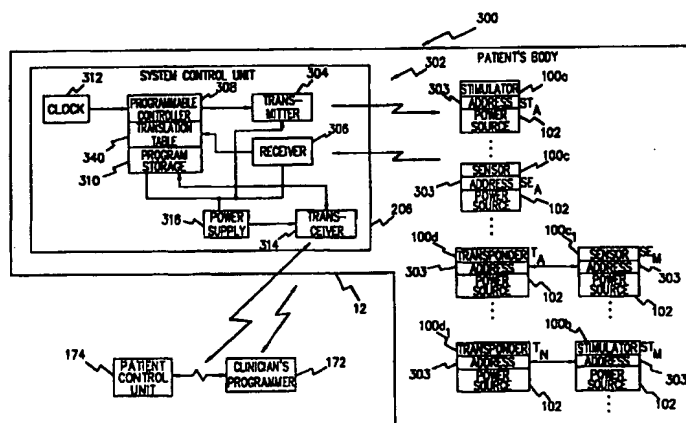 300
PATIENT'S BODY
SYSTEM CONTROL UNIT
302
312
308
304
CLOCK
PROGRAMMABLE CONTROLLER
TRANSLATION TABLE
PROGRAM STORAGE
340
310
TRANS-
MITTER
RECEIVER
306
316
POWER SUPPLY
314
TRANS-
CEIVER
206
12
303
STIMULATOR
ADDRESS
POWER SOURCE
100a
ST A
102
303
SENSOR
ADDRESS
POWER SOURCE
100c
SE A
102
100d
TRANSPONDER
ADDRESS
POWER SOURCE
T A
303
102
100c
SENSOR
ADDRESS
POWER SOURCE
SE M
303
102
100d
TRANSPONDER
ADDRESS
POWER SOURCE
T N
303
102
100b
STIMULATOR
ADDRESS
POWER SOURCE
ST M
303
102
174
PATIENT CONTROL UNIT
CLINICIAN'S PROGRAMMER
172